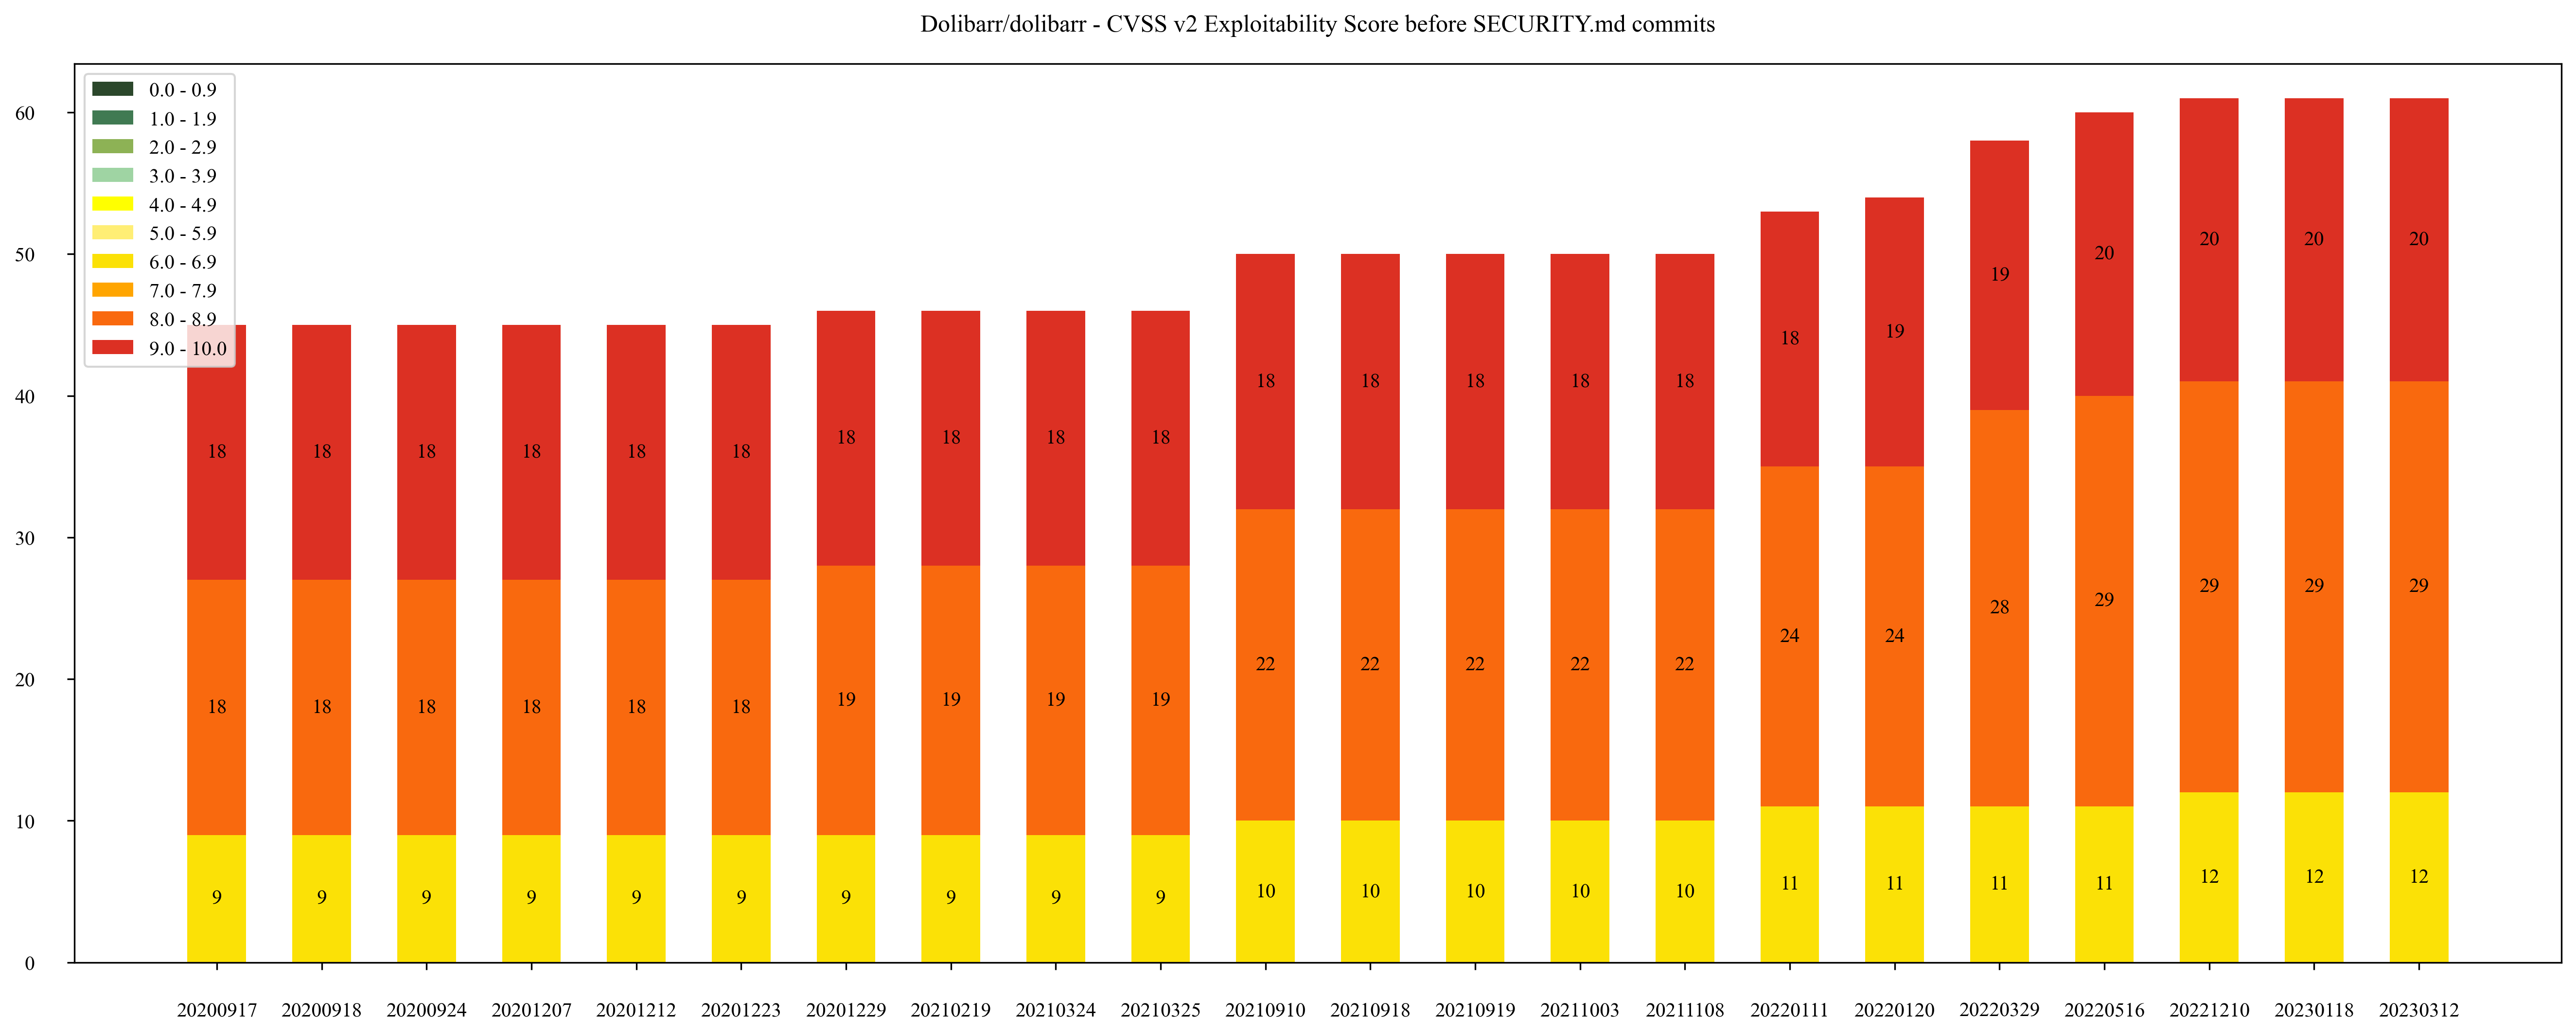 Dolibarr/dolibarr - CVSS v2 Exploitability Score before SECURITY.md commits
0.0 - 0.9
1.0 - 1.9
2.0 - 2.9
3.0 - 3.9
4.0 - 4.9
5.0 - 5.9
6.0 - 6.9
7.0 - 7.9
8.0 - 8.9
9.0 - 10.0
60
50
40
30
20
10
0
18 18 18 18 18 18 18 18 18 18 18 18 18 18 18 18 19 19 20 20 20 20
18 18 18 18 18 18 19 19 19 19 22 22 22 22 22 24 24 28 29 29 29 29
9 9 9 9 9 9 9 9 9 9 10 10 10 10 10 11 11 11 11 12 12 12
20200917 20200918 20200924 20201207 20201212 20201223 20201229 20210219 20210324 20210325 20210910 20210918 20210919 20211003 20211108 20220111 20220120 20220329 20220516 20221210 20230118 20230312